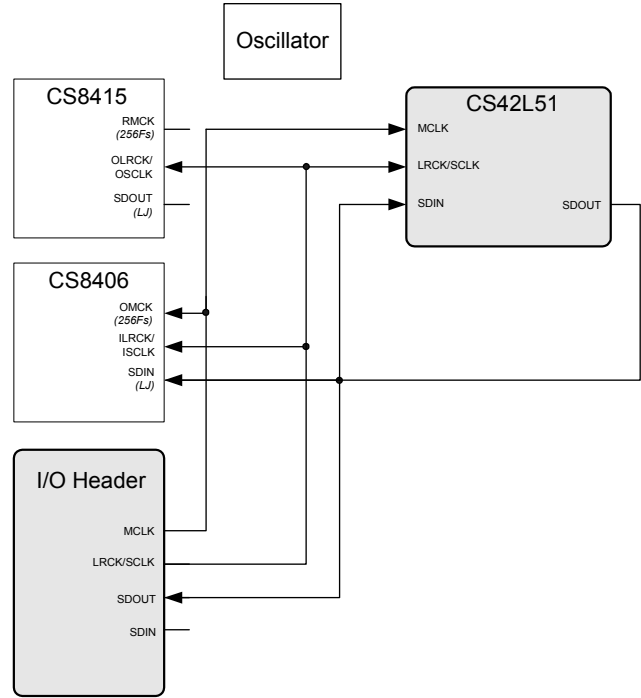 Oscillator
CS8415
RMCK
(256Fs)
OLRCK/
OSCLK
SDOUT
(LJ)
CS42L51
MCLK
LRCK/SCLK
SDIN
SDOUT
CS8406
OMCK
(256Fs)
ILRCK/
ISCLK
SDIN
(LJ)
I/O Header
MCLK
LRCK/SCLK
SDOUT
SDIN